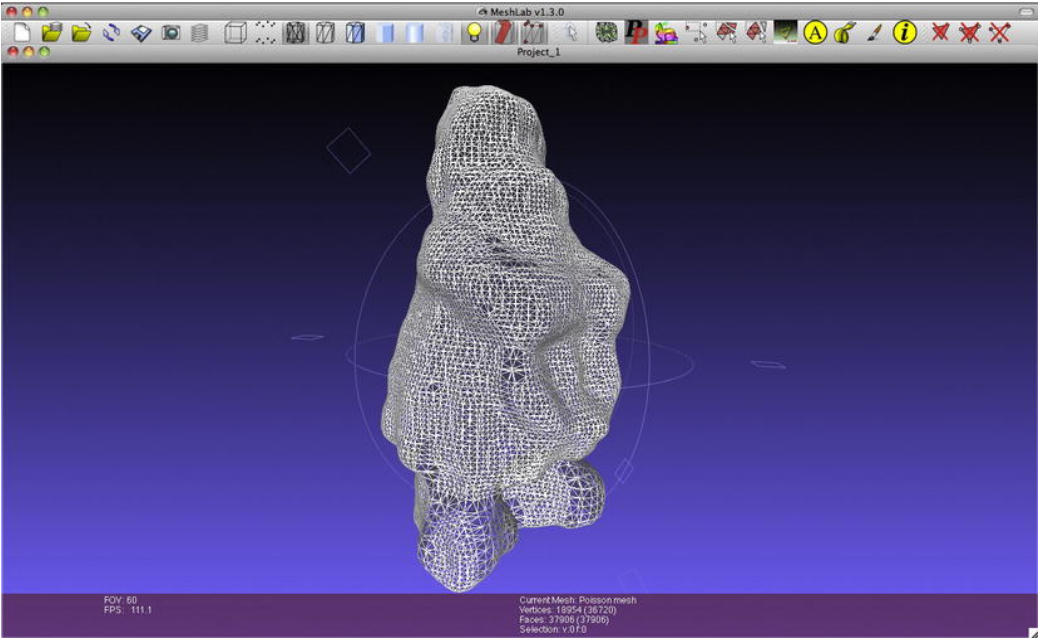 MeshLab v1.3.0
A
i
Project_1
FOV: 60
FPS: 111.1
Current Mesh: Poisson mesh
Vertices: 18954 (36720)
Faces: 37906 (37906)
Selection: v:0 f:0